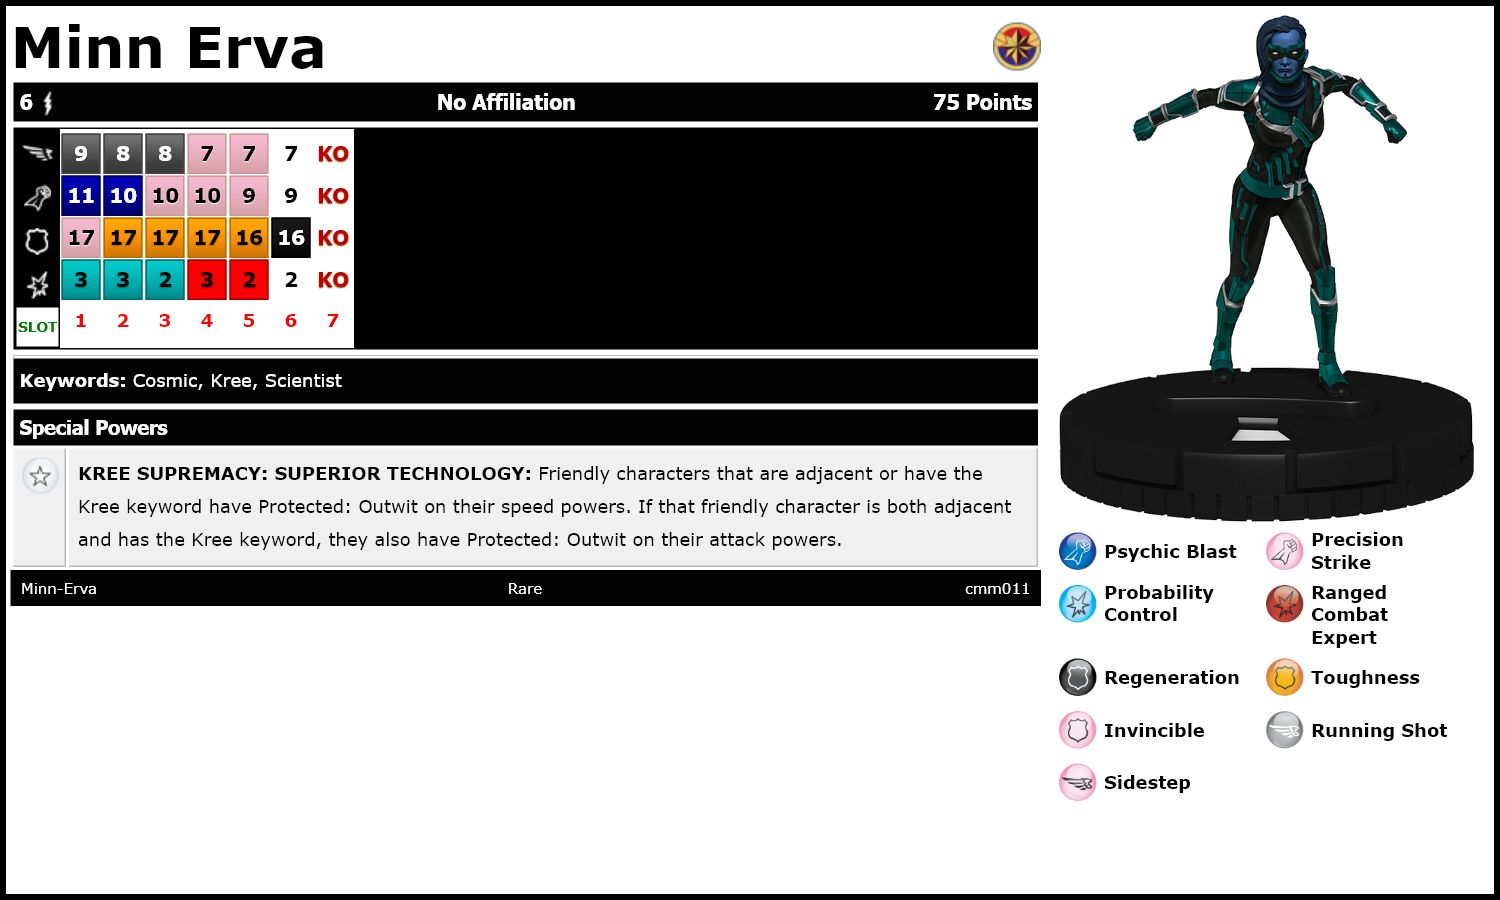 Minn Erva
6 No Affiliation 75 Points
9 8 8 7 7 7 KO
11 10 10 10 9 9 KO
17 17 17 17 16 16 KO
3 3 2 3 2 2 KO
SLOT 1 2 3 4 5 6 7
Keywords: Cosmic, Kree, Scientist
Special Powers
KREE SUPREMACY: SUPERIOR TECHNOLOGY: Friendly characters that are adjacent or have the
Kree keyword have Protected: Outwit on their speed powers. If that friendly character is both adjacent
and has the Kree keyword, they also have Protected: Outwit on their attack powers.
Minn-Erva Rare cmm011
Psychic Blast
Precision
Strike
Probability
Control
Ranged
Combat
Expert
Regeneration
Toughness
Invincible
Running Shot
Sidestep